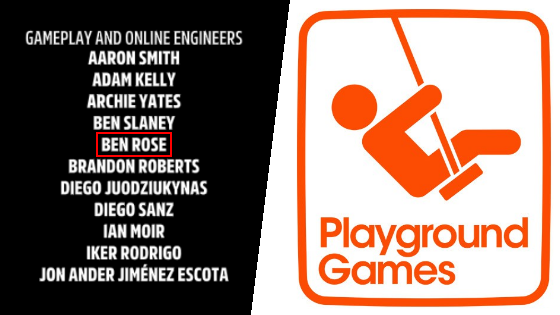 GAMEPLAY AND ONLINE ENGINEERS
AARON SMITH
ADAM KELLY
ARCHIE YATES
BEN SLANEY
BEN ROSE
BRANDON ROBERTS
DIEGO JUODZIUKYNAS
DIEGO SANZ
IAN MOIR
IKER RODRIGO
JON ANDER JIMÉNEZ ESCOTA
Playground
Games